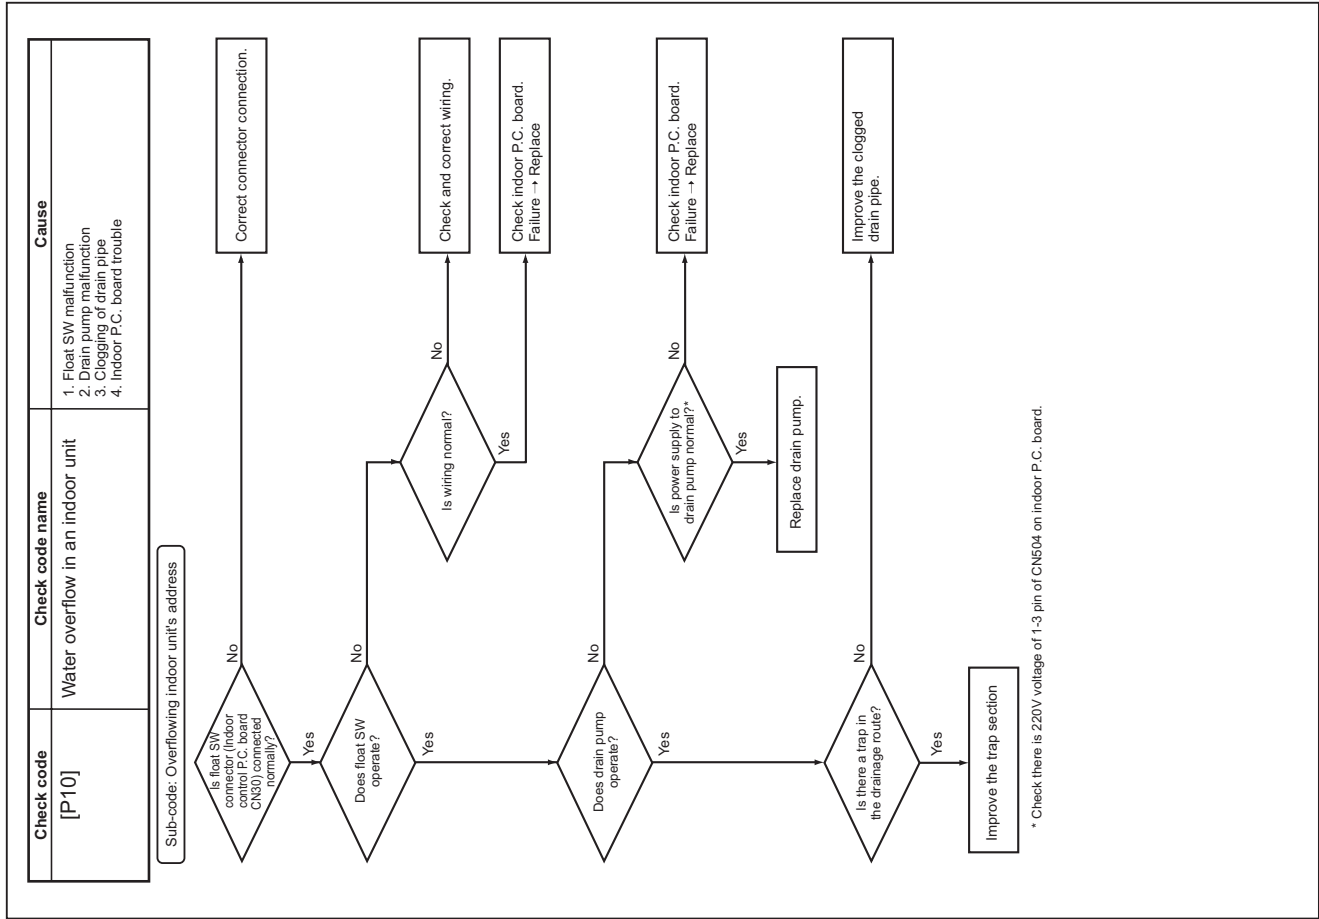 Check code
Check code name
Cause
[P10]
Water overflow in an indoor unit
1. Float SW malfunction
2. Drain pump malfunction
3. Clogging of drain pipe
4. Indoor P.C. board trouble
Sub-code: Overflowing indoor unit's address
Is float SW
connector (Indoor
control P.C. board
CN30) connected
normally?
No
Correct connector connection.
Yes
Does float SW
operate?
No
Is wiring normal?
No
Check and correct wiring.
Yes
Check indoor P.C. board.
Failure → Replace
Yes
Does drain pump
operate?
No
Is power supply to
drain pump normal?*
No
Check indoor P.C. board.
Failure → Replace
Yes
Replace drain pump.
Yes
Is there a trap in
the drainage route?
No
Improve the clogged
drain pipe.
Yes
Improve the trap section
* Check there is 220V voltage of 1-3 pin of CN504 on indoor P.C. board.